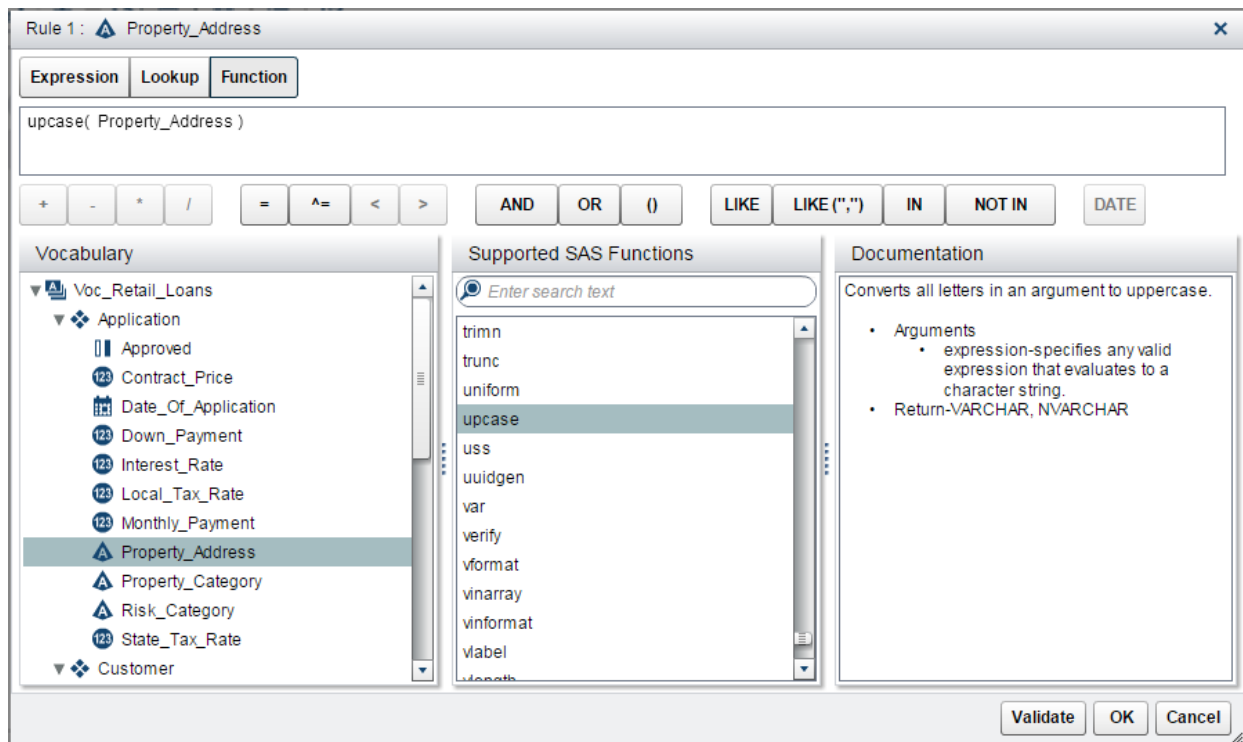 Rule 1 : Property_Address
Expression Lookup Function
upcase( Property_Address )
+ - * / = ^= < > AND OR () LIKE LIKE (",") IN NOT IN DATE
Vocabulary
Voc_Retail_Loans
Application
Approved
Contract_Price
Date_Of_Application
Down_Payment
Interest_Rate
Local_Tax_Rate
Monthly_Payment
Property_Address
Property_Category
Risk_Category
State_Tax_Rate
Customer
Supported SAS Functions
Enter search text
trimn
trunc
uniform
upcase
uss
uuidgen
var
verify
vformat
vinarray
vinformat
vlabel
vlength
Documentation
Converts all letters in an argument to uppercase.
• Arguments
• expression-specifies any valid
expression that evaluates to a
character string.
• Return-VARCHAR, NVARCHAR
Validate OK Cancel